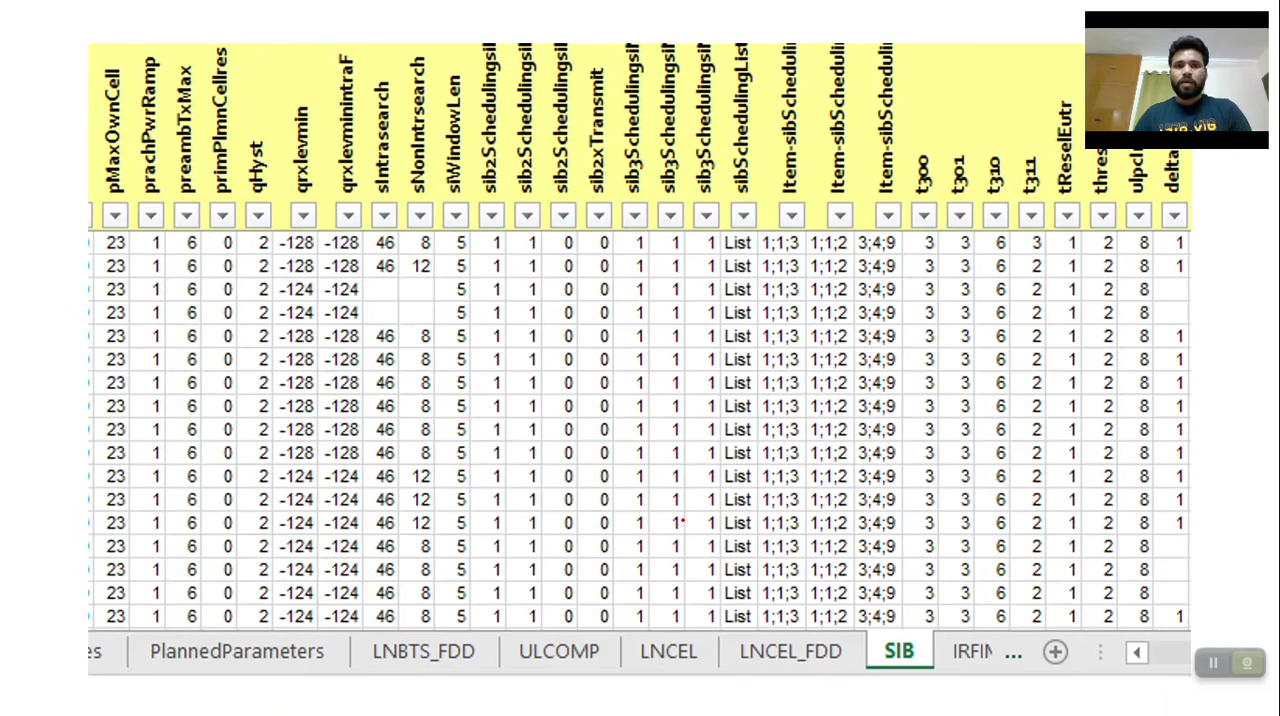 pMaxOwnCell prachPwrRamp preambTxMax primPlmnCellres qHyst qrxlevmin qrxlevminintraF sIntrasearch sNonIntrsearch siWindowLen sib2Schedulingsi sib2Schedulingsi sib2Schedulingsi sib2xTransmit sib3Schedulingsi sib3Schedulingsi sib3Schedulingsi sibSchedulingList Item-sibSchedulin Item-sibSchedulin Item-sibSchedulin t300 t301 t310 t311 tReselEutr thres ulpcl delta
23 1 6 0 2 -128 -128 46 8 5 1 1 0 0 1 1 1 List 1;1;3 1;1;2 3;4;9 3 3 6 3 1 2 8 1
23 1 6 0 2 -128 -128 46 12 5 1 1 0 0 1 1 1 List 1;1;3 1;1;2 3;4;9 3 3 6 2 1 2 8 1
23 1 6 0 2 -124 -124 5 1 1 0 0 1 1 1 List 1;1;3 1;1;2 3;4;9 3 3 6 2 1 2 8
23 1 6 0 2 -124 -124 5 1 1 0 0 1 1 1 List 1;1;3 1;1;2 3;4;9 3 3 6 2 1 2 8
23 1 6 0 2 -128 -128 46 8 5 1 1 0 0 1 1 1 List 1;1;3 1;1;2 3;4;9 3 3 6 2 1 2 8 1
23 1 6 0 2 -128 -128 46 8 5 1 1 0 0 1 1 1 List 1;1;3 1;1;2 3;4;9 3 3 6 2 1 2 8 1
23 1 6 0 2 -128 -128 46 8 5 1 1 0 0 1 1 1 List 1;1;3 1;1;2 3;4;9 3 3 6 2 1 2 8 1
23 1 6 0 2 -128 -128 46 8 5 1 1 0 0 1 1 1 List 1;1;3 1;1;2 3;4;9 3 3 6 2 1 2 8 1
23 1 6 0 2 -128 -128 46 8 5 1 1 0 0 1 1 1 List 1;1;3 1;1;2 3;4;9 3 3 6 2 1 2 8 1
23 1 6 0 2 -128 -128 46 8 5 1 1 0 0 1 1 1 List 1;1;3 1;1;2 3;4;9 3 3 6 2 1 2 8 1
23 1 6 0 2 -124 -124 46 12 5 1 1 0 0 1 1 1 List 1;1;3 1;1;2 3;4;9 3 3 6 2 1 2 8 1
23 1 6 0 2 -124 -124 46 12 5 1 1 0 0 1 1 1 List 1;1;3 1;1;2 3;4;9 3 3 6 2 1 2 8 1
23 1 6 0 2 -124 -124 46 12 5 1 1 0 0 1 1 1 List 1;1;3 1;1;2 3;4;9 3 3 6 2 1 2 8 1
23 1 6 0 2 -124 -124 46 8 5 1 1 0 0 1 1 1 List 1;1;3 1;1;2 3;4;9 3 3 6 2 1 2 8
23 1 6 0 2 -124 -124 46 8 5 1 1 0 0 1 1 1 List 1;1;3 1;1;2 3;4;9 3 3 6 2 1 2 8
23 1 6 0 2 -124 -124 46 8 5 1 1 0 0 1 1 1 List 1;1;3 1;1;2 3;4;9 3 3 6 2 1 2 8
23 1 6 0 2 -124 -124 46 8 5 1 1 0 0 1 1 1 List 1;1;3 1;1;2 3;4;9 3 3 6 2 1 2 8 1
es PlannedParameters LNBTS_FDD ULCOMP LNCEL LNCEL_FDD SIB IRFIM ...